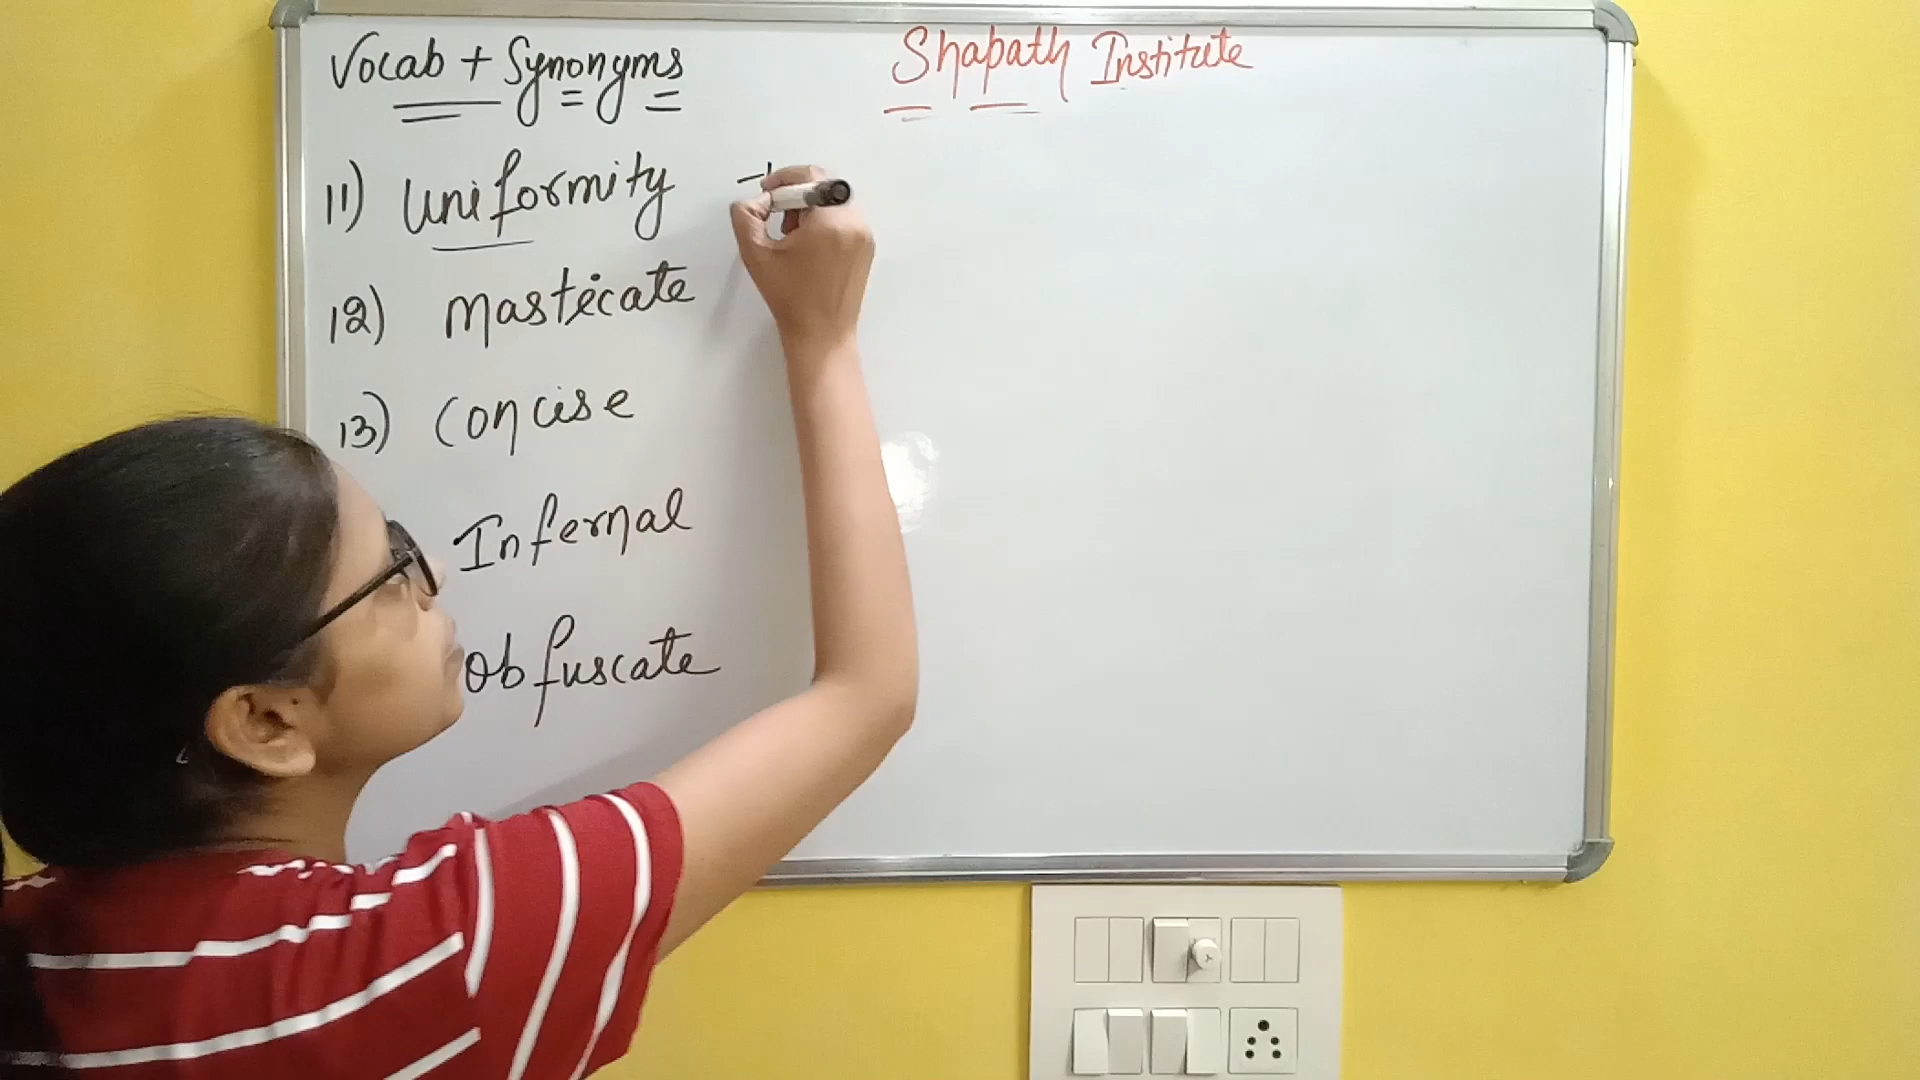 Vocab + Synonyms
Shapath Institute
11) Uniformity
12) Masticate
13) Concise
Infernal
Obfuscate